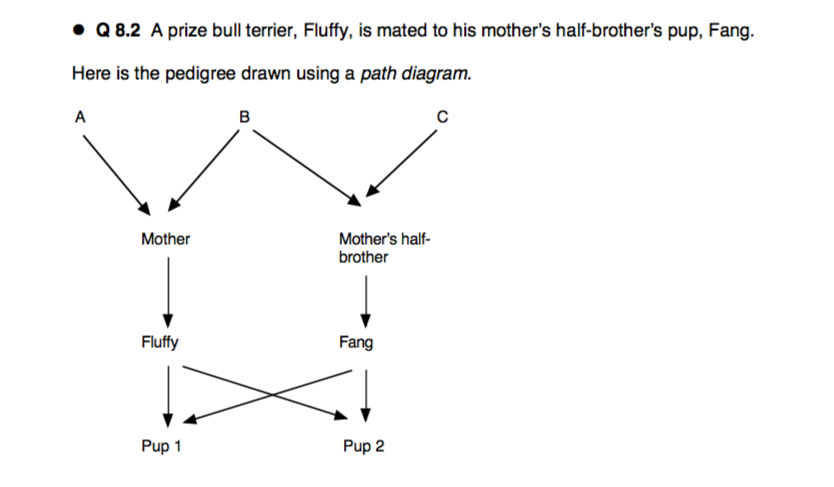 ● Q 8.2 A prize bull terrier, Fluffy, is mated to his mother’s half-brother’s pup, Fang.
Here is the pedigree drawn using a path diagram.
A B C
Mother Mother’s half-
brother
Fluffy Fang
Pup 1 Pup 2